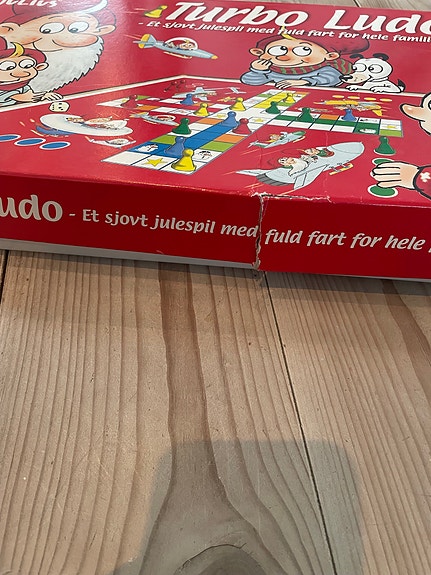 Turbo Ludo
- Et sjovt julespil med fuld fart for hele famili
udo - Et sjovt julespil med fuld fart for hele